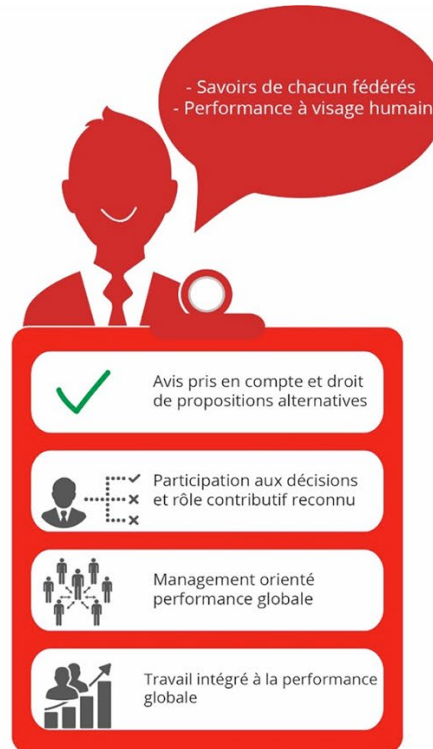 - Savoirs de chacun fédérés
- Performance à visage humain
Avis pris en compte et droit
de propositions alternatives
Participation aux décisions
et rôle contributif reconnu
Management orienté
performance globale
Travail intégré à la performance
globale